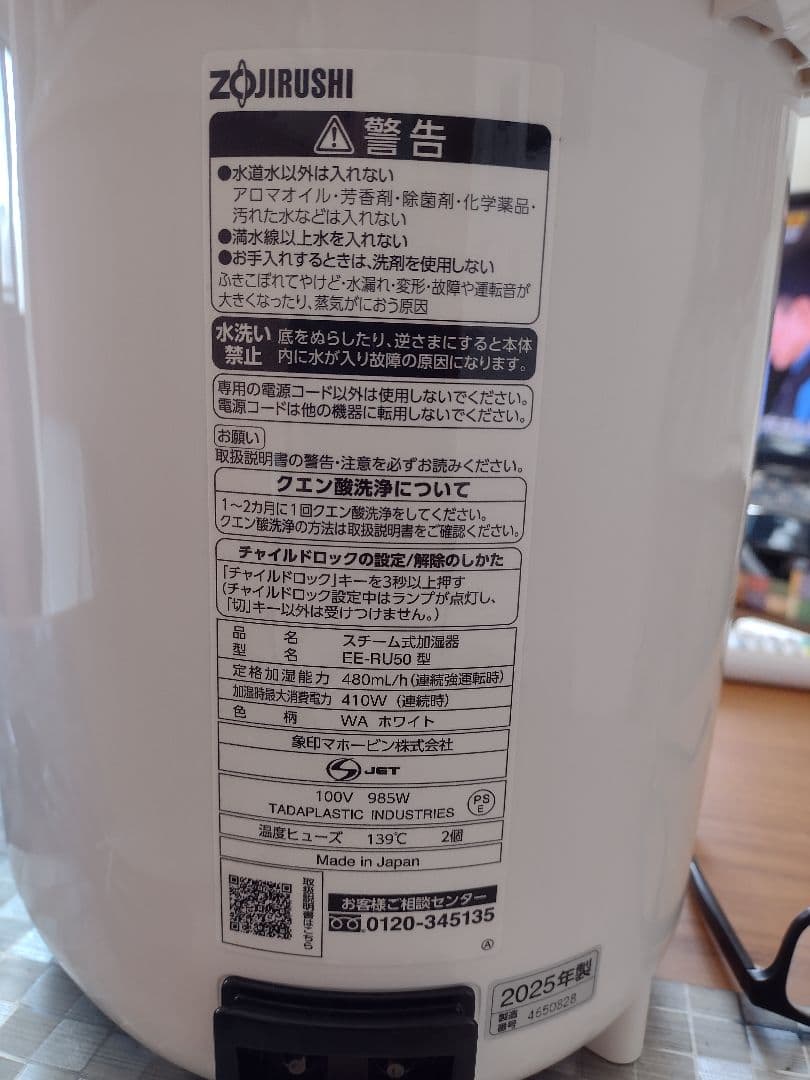 ZOJIRUSHI
警告
●水道水以外は入れない
アロマオイル・芳香剤・除菌剤・化学薬品・
汚れた水などは入れない
●満水線以上水を入れない
●お手入れするときは、洗剤を使用しない
ふきこぼれてやけど・水漏れ・変形・故障や運転音が
大きくなったり、蒸気がにおう原因
水洗い禁止
底をぬらしたり、逆さまにすると本体
内に水が入り故障の原因になります。
専用の電源コード以外は使用しないでください。
電源コードは他の機器に転用しないでください。
お願い
取扱説明書の警告・注意を必ずお読みください。
クエン酸洗浄について
1～2カ月に1回クエン酸洗浄をしてください。
クエン酸洗浄の方法は取扱説明書をご確認ください。
チャイルドロックの設定/解除のしかた
「チャイルドロック」キーを3秒以上押す
(チャイルドロック設定中はランプが点灯し、
「切」キー以外は受けつけません。)
品名 スチーム式加湿器
型名 EE-RU50 型
定格加湿能力 480mL/h(連続強運転時)
加湿時最大消費電力 410W (連続時)
色柄 WA ホワイト
象印マホービン株式会社
JET
100V 985W
TADAPLASTIC INDUSTRIES
PS
E
温度ヒューズ 139℃ 2個
Made in Japan
取扱説明書はこちら
お客様ご相談センター
0120-345135
A
2025年製
製造番号 4650828